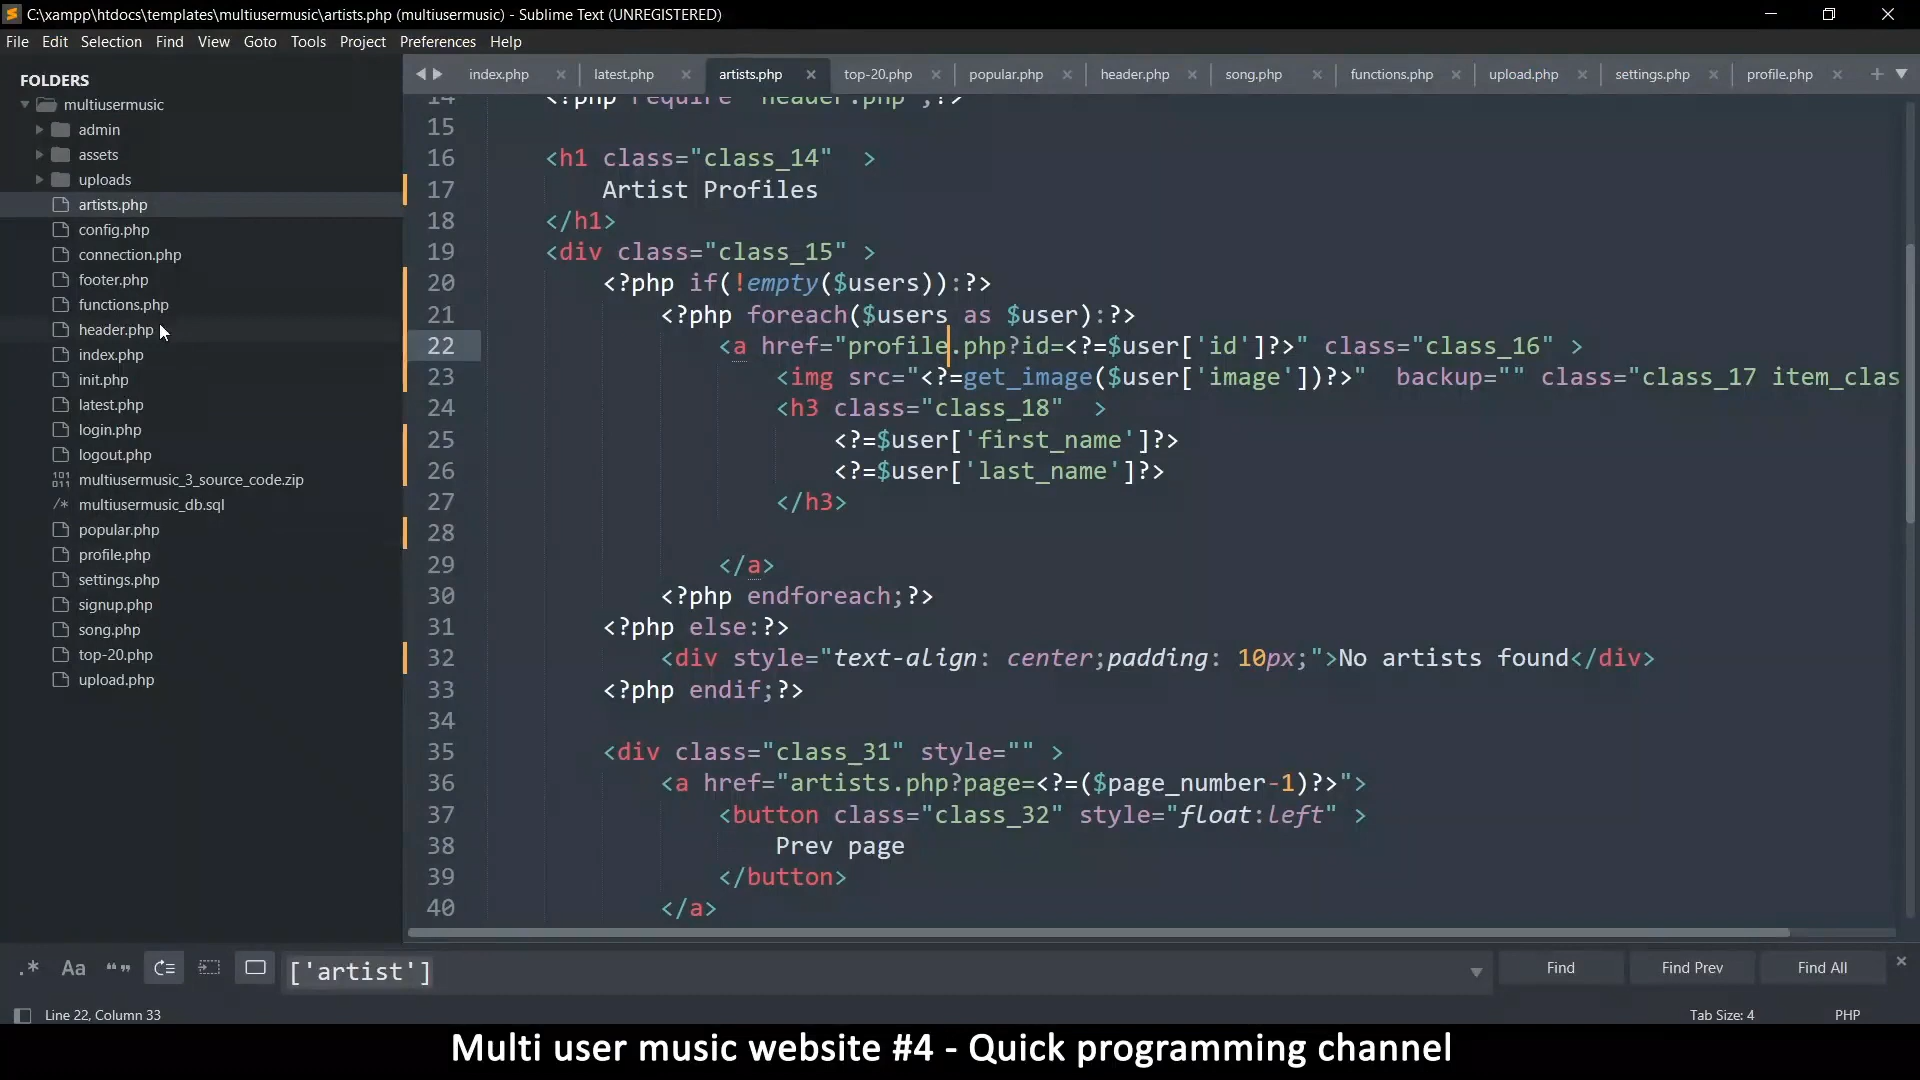 C:\xampp\htdocs\templates\multiusermusic\artists.php (multiusermusic) - Sublime Text (UNREGISTERED)
File Edit Selection Find View Goto Tools Project Preferences Help
FOLDERS
multiusermusic
admin
assets
uploads
artists.php
config.php
connection.php
footer.php
functions.php
header.php
index.php
init.php
latest.php
login.php
logout.php
multiusermusic_3_source_code.zip
multiusermusic_db.sql
popular.php
profile.php
settings.php
signup.php
song.php
top-20.php
upload.php
index.php latest.php artists.php top-20.php popular.php header.php song.php functions.php upload.php settings.php profile.php
14 <?php require 'header.php';?>
15
16 <h1 class="class_14"  >
17 Artist Profiles
18 </h1>
19 <div class="class_15" >
20 <?php if(!empty($users)):?>
21 <?php foreach($users as $user):?>
22 <a href="profile.php?id=<?=$user['id']?>" class="class_16" >
23 <img src="<?=get_image($user['image'])?>"  backup="" class="class_17 item_clas
24 <h3 class="class_18"  >
25 <?=$user['first_name']?>
26 <?=$user['last_name']?>
27 </h3>
28
29 </a>
30 <?php endforeach;?>
31 <?php else:?>
32 <div style="text-align: center;padding: 10px;">No artists found</div>
33 <?php endif;?>
34
35 <div class="class_31" style="" >
36 <a href="artists.php?page=<?=($page_number-1)?>">
37 <button class="class_32" style="float:left" >
38 Prev page
39 </button>
40 </a>
.* Aa "" ['artist'] Find Find Prev Find All
Line 22, Column 33 Tab Size: 4 PHP
Multi user music website #4 - Quick programming channel